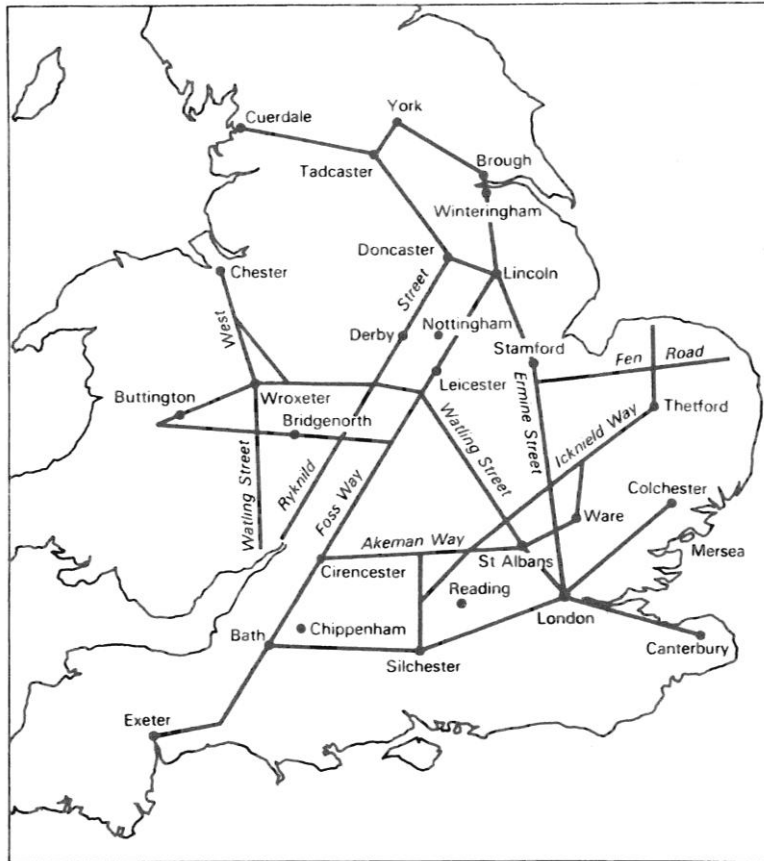 York
Cuerdale
Tadcaster
Brough
Winteringham
Doncaster
Lincoln
Chester
Street
West
Nottingham
Derby
Stamford
Fen Road
Leicester
Buttington
Wroxeter
Bridgenorth
Thetford
Watling Street
Ermine Street
Icknield Way
Watling Street
Ryknild
Foss Way
Colchester
Ware
Akeman Way
St Albans
Mersea
Cirencester
Reading
London
Chippenham
Bath
Silchester
Canterbury
Exeter